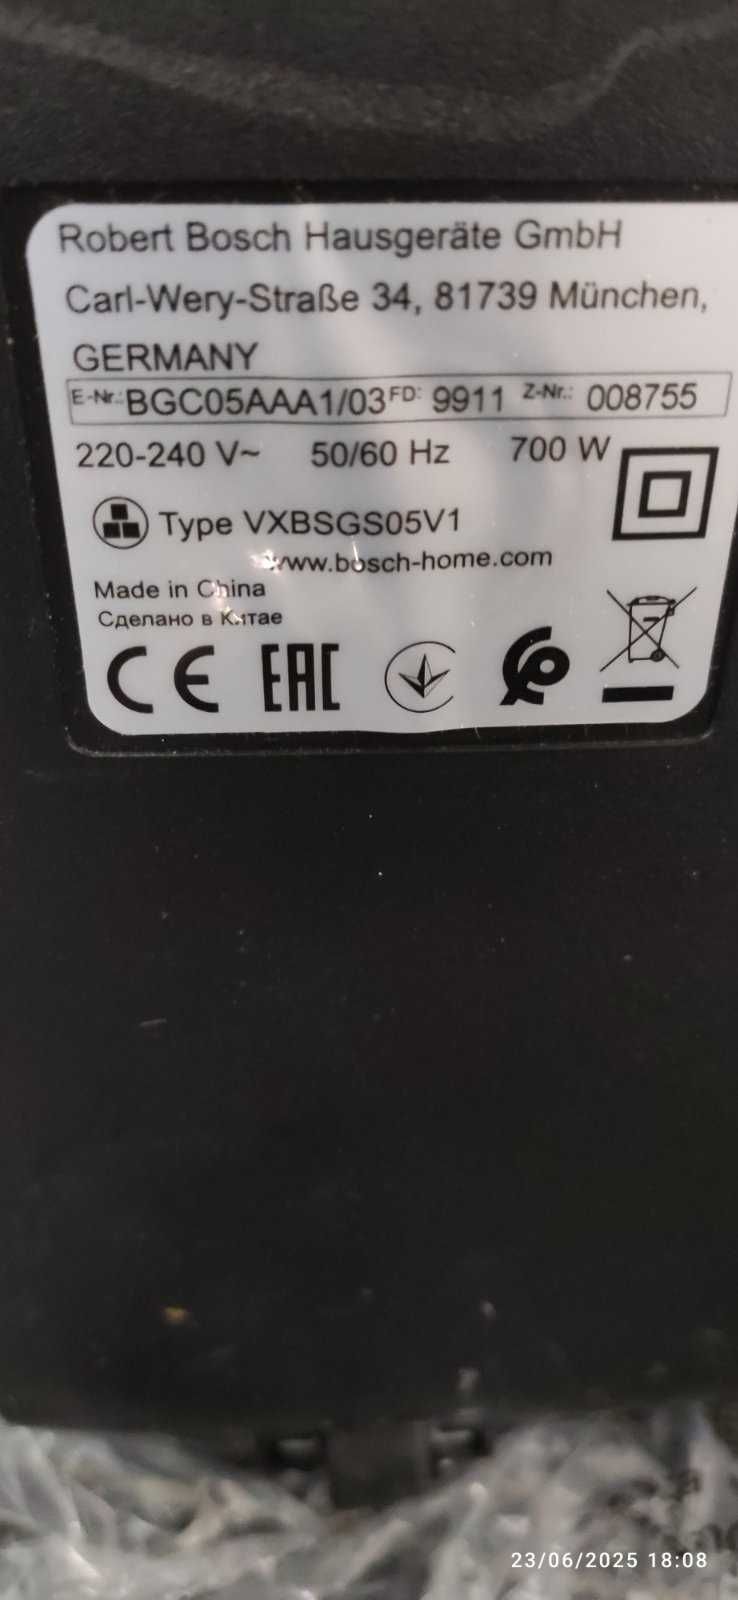 Robert Bosch Hausgeräte GmbH
Carl-Wery-Straße 34, 81739 München,
GERMANY
E-Nr.: BGC05AAA1/03 FD: 9911 Z-Nr.: 008755
220-240 V~ 50/60 Hz 700 W
Type VXBSGS05V1
www.bosch-home.com
Made in China
Сделано в Китае
CE EAC
23/06/2025 18:08